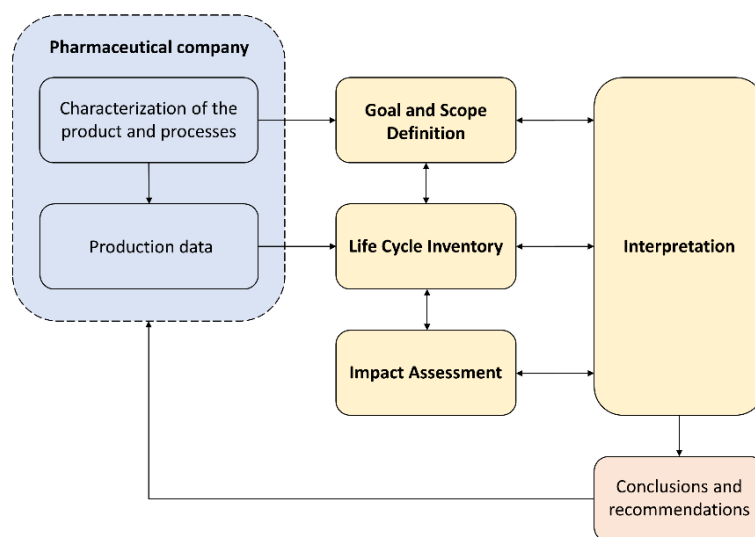 Pharmaceutical company
Characterization of the
product and processes
Production data
Goal and Scope
Definition
Life Cycle Inventory
Impact Assessment
Interpretation
Conclusions and
recommendations